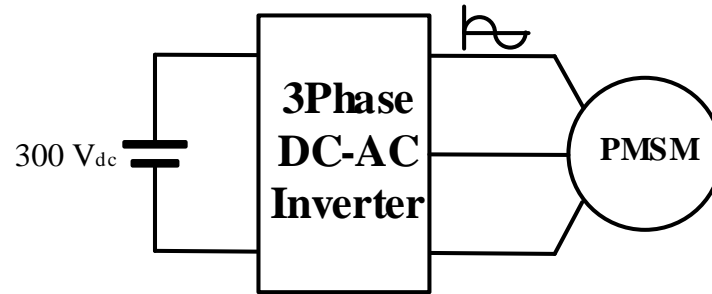 300 Vdc
3Phase
DC-AC
Inverter
PMSM